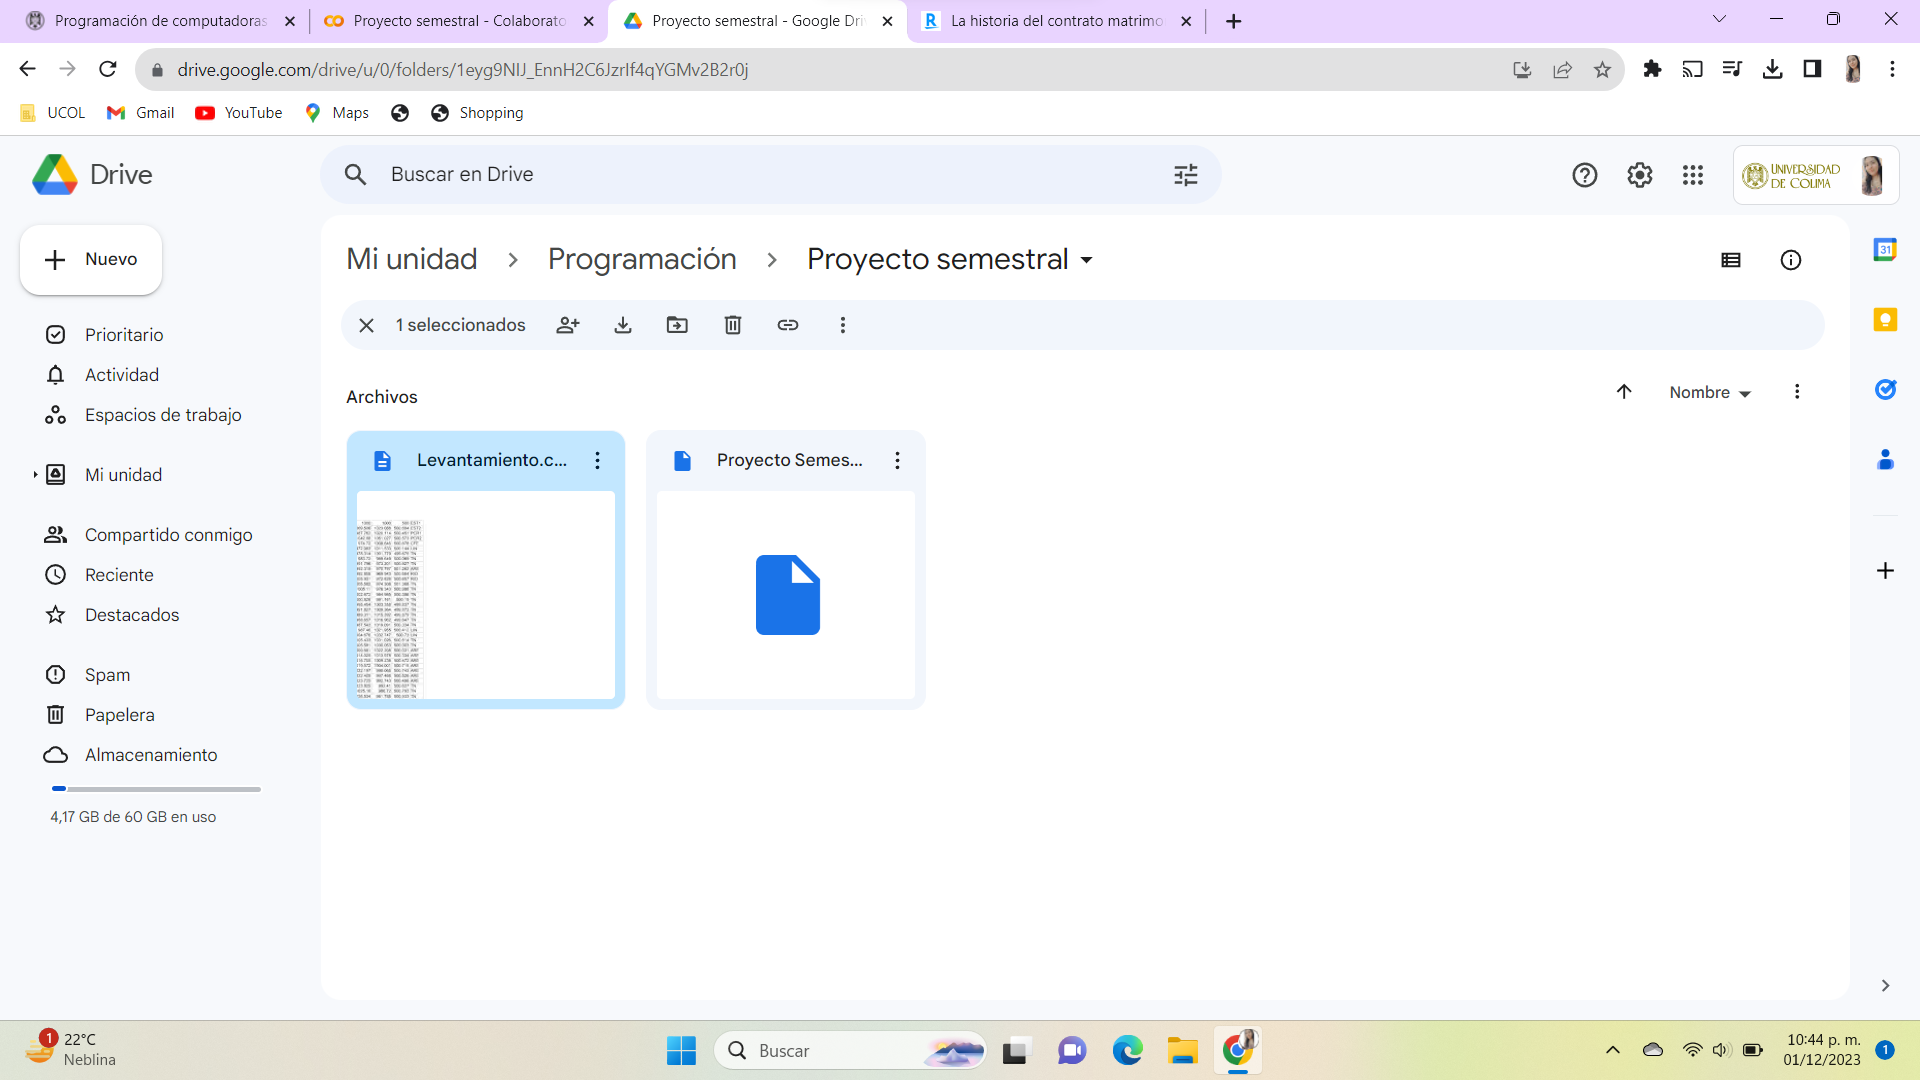 Programación de computadoras
Proyecto semestral - Colaborato
Proyecto semestral - Google Dri
La historia del contrato matrimo
drive.google.com/drive/u/0/folders/1eyg9NIJ_EnnH2C6JzrIf4qYGMv2B2r0j
UCOL
Gmail
YouTube
Maps
Shopping
Drive
Buscar en Drive
UNIVERSIDAD
DE COLIMA
Nuevo
Mi unidad
Programación
Proyecto semestral
31
1 seleccionados
Prioritario
Actividad
Espacios de trabajo
Mi unidad
Compartido conmigo
Reciente
Destacados
Spam
Papelera
Almacenamiento
4,17 GB de 60 GB en uso
Archivos
Nombre
Levantamiento.c...
Proyecto Semes...
1
22°C
Neblina
Buscar
10:44 p. m.
01/12/2023
1